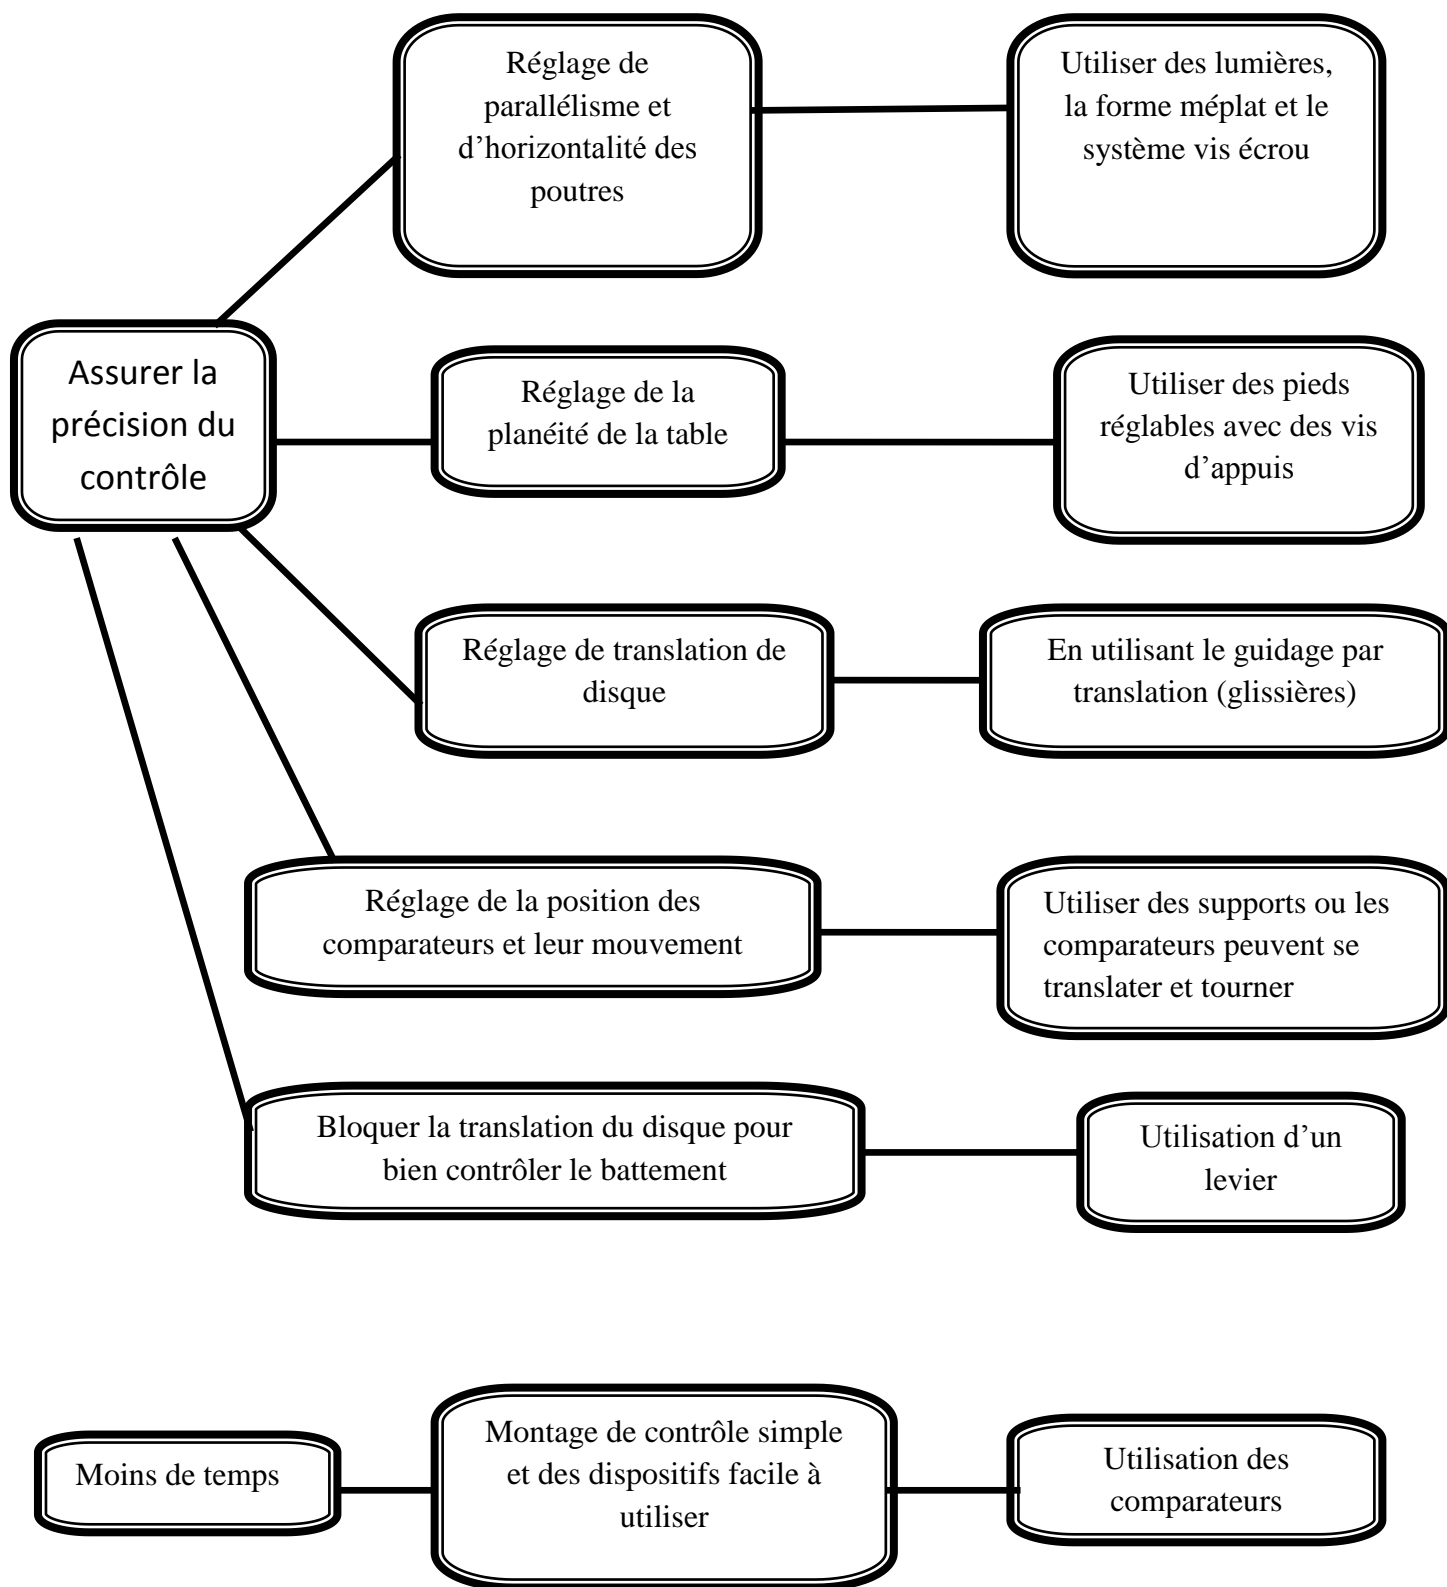 Réglage de
parallélisme et
d’horizontalité des
poutres
Utiliser des lumières,
la forme méplat et le
système vis écrou
Assurer la
précision du
contrôle
Réglage de la
planéité de la table
Utiliser des pieds
réglables avec des vis
d’appuis
Réglage de translation de
disque
En utilisant le guidage par
translation (glissières)
Réglage de la position des
comparateurs et leur mouvement
Utiliser des supports ou les
comparateurs peuvent se
translater et tourner
Bloquer la translation du disque pour
bien contrôler le battement
Utilisation d’un
levier
Moins de temps
Montage de contrôle simple
et des dispositifs facile à
utiliser
Utilisation des
comparateurs